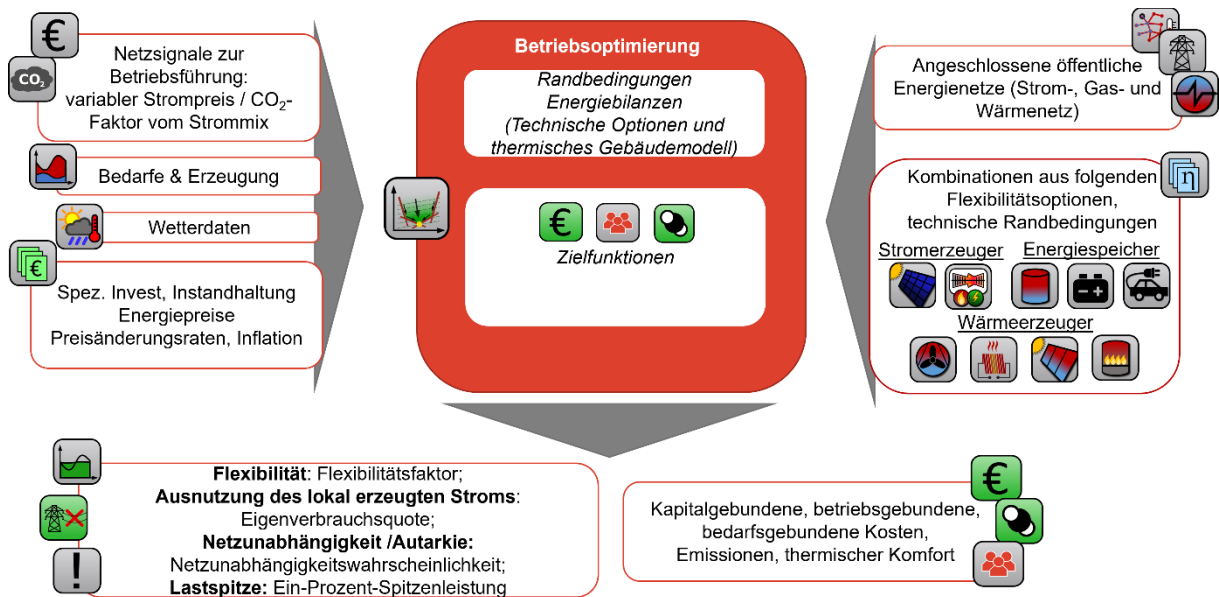 €
CO₂
Netzsignale zur
Betriebsführung:
variabler Strompreis / CO₂-
Faktor vom Strommix
Bedarfe & Erzeugung
Wetterdaten
€
Spez. Invest, Instandhaltung
Energiepreise
Preisänderungsraten, Inflation
Betriebsoptimierung
Randbedingungen
Energiebilanzen
(Technische Optionen und
thermisches Gebäudemodell)
€
Zielfunktionen
Angeschlossene öffentliche
Energienetze (Strom-, Gas- und
Wärmenetz)
η
Kombinationen aus folgenden
Flexibilitätsoptionen,
technische Randbedingungen
Stromerzeuger Energiespeicher
Wärmeerzeuger
Flexibilität: Flexibilitätsfaktor;
Ausnutzung des lokal erzeugten Stroms:
Eigenverbrauchsquote;
Netzunabhängigkeit /Autarkie:
Netzunabhängigkeitswahrscheinlichkeit;
!
Lastspitze: Ein-Prozent-Spitzenleistung
€
Kapitalgebundene, betriebsgebundene,
bedarfsgebundene Kosten,
Emissionen, thermischer Komfort